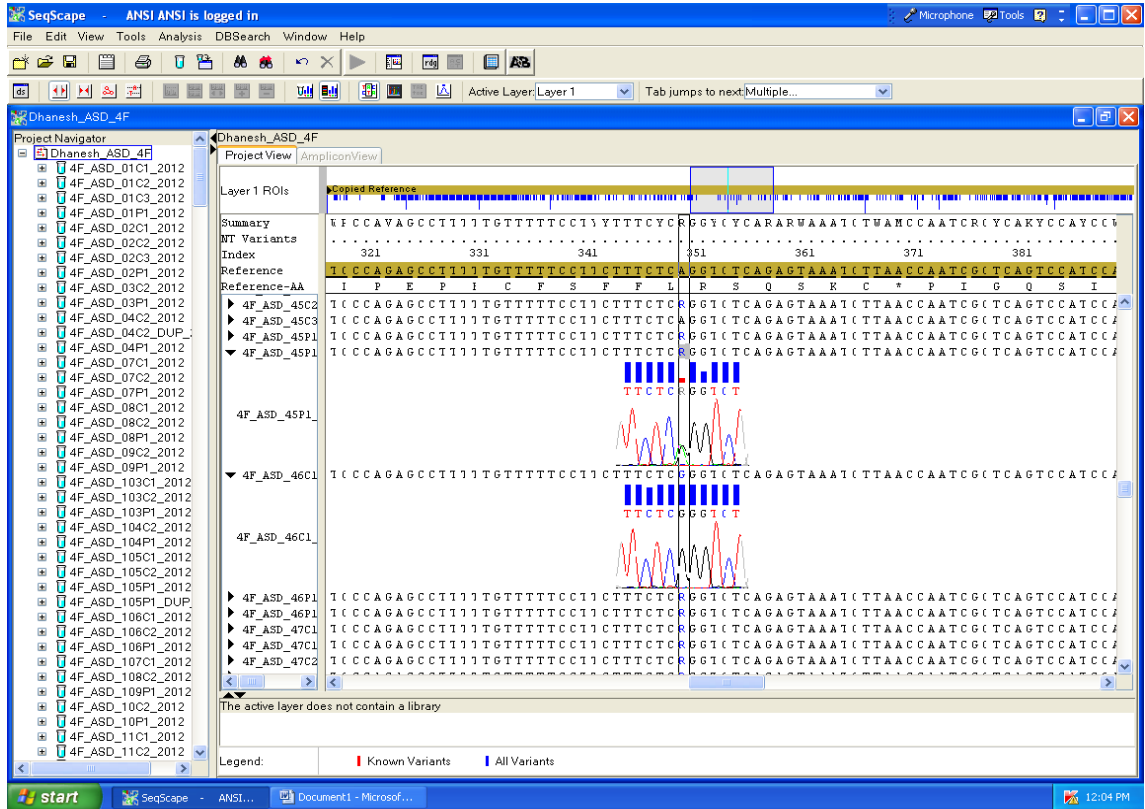 SeqScape - ANSI ANSI is logged in
Microphone Tools
File Edit View Tools Analysis DBSearch Window Help
Active Layer: Layer 1 Tab jumps to next: Multiple...
Dhanesh_ASD_4F
Project Navigator
Dhanesh_ASD_4F
4F_ASD_01C1_2012
4F_ASD_01C2_2012
4F_ASD_01C3_2012
4F_ASD_01P1_2012
4F_ASD_02C1_2012
4F_ASD_02C2_2012
4F_ASD_02C3_2012
4F_ASD_02P1_2012
4F_ASD_03C2_2012
4F_ASD_03P1_2012
4F_ASD_04C2_2012
4F_ASD_04C2_DUP_
4F_ASD_04P1_2012
4F_ASD_07C1_2012
4F_ASD_07C2_2012
4F_ASD_07P1_2012
4F_ASD_08C1_2012
4F_ASD_08C2_2012
4F_ASD_08P1_2012
4F_ASD_09C2_2012
4F_ASD_09P1_2012
4F_ASD_103C1_2012
4F_ASD_103C2_2012
4F_ASD_103P1_2012
4F_ASD_104C2_2012
4F_ASD_104P1_2012
4F_ASD_105C1_2012
4F_ASD_105C2_2012
4F_ASD_105P1_2012
4F_ASD_105P1_DUP
4F_ASD_106C1_2012
4F_ASD_106C2_2012
4F_ASD_106P1_2012
4F_ASD_107C1_2012
4F_ASD_108C2_2012
4F_ASD_109P1_2012
4F_ASD_10C2_2012
4F_ASD_10P1_2012
4F_ASD_11C1_2012
4F_ASD_11C2_2012
Dhanesh_ASD_4F
Project View AmpliconView
Layer 1 ROIs
Copied Reference
Summary
NT Variants
Index 321 331 341 351 361 371 381
Reference
Reference-AA I P E P I C F S F F L R S Q S K C * P I G Q S I
4F_ASD_45C2
4F_ASD_45C3
4F_ASD_45P1
4F_ASD_45P1
TTCTCRGGTCT
4F_ASD_45P1_
4F_ASD_46C1
TTCTCGGGTCT
4F_ASD_46C1_
4F_ASD_46P1
4F_ASD_46P1
4F_ASD_47C1
4F_ASD_47C1
4F_ASD_47C2
The active layer does not contain a library
Legend: Known Variants All Variants
start SeqScape - ANSI... Document1 - Microsof... 12:04 PM